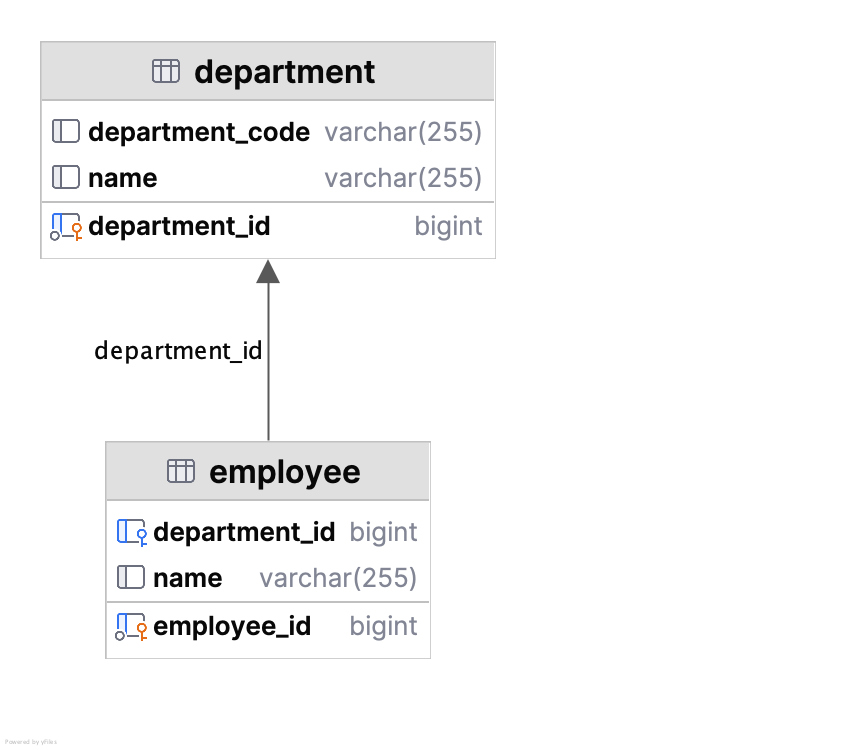 department
department_code varchar(255)
name varchar(255)
department_id bigint
department_id
employee
department_id bigint
name varchar(255)
employee_id bigint
Powered by yFiles